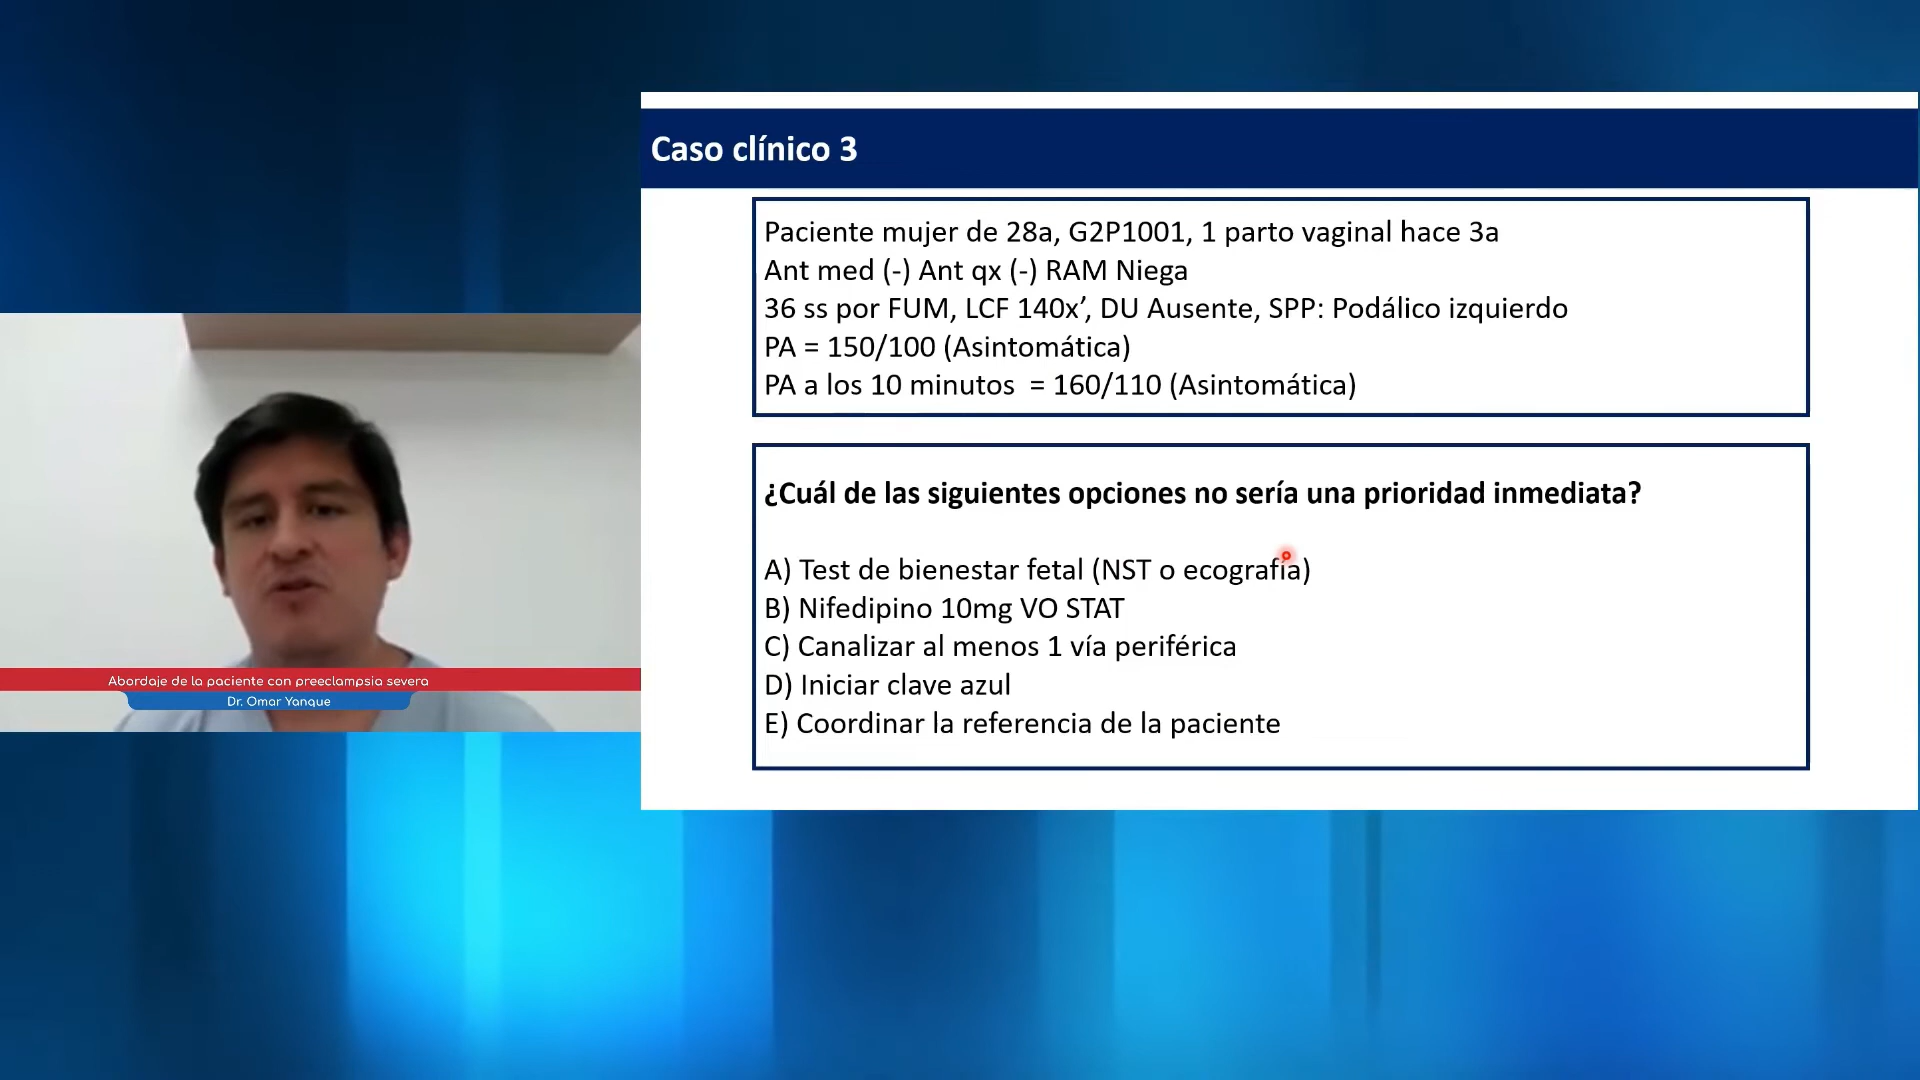 Caso clínico 3
Paciente mujer de 28a, G2P1001, 1 parto vaginal hace 3a
Ant med (-) Ant qx (-) RAM Niega
36 ss por FUM, LCF 140x’, DU Ausente, SPP: Podálico izquierdo
PA = 150/100 (Asintomática)
PA a los 10 minutos = 160/110 (Asintomática)
¿Cuál de las siguientes opciones no sería una prioridad inmediata?
A) Test de bienestar fetal (NST o ecografía)
B) Nifedipino 10mg VO STAT
C) Canalizar al menos 1 vía periférica
D) Iniciar clave azul
E) Coordinar la referencia de la paciente
Abordaje de la paciente con preeclampsia severa
Dr. Omar Yanque